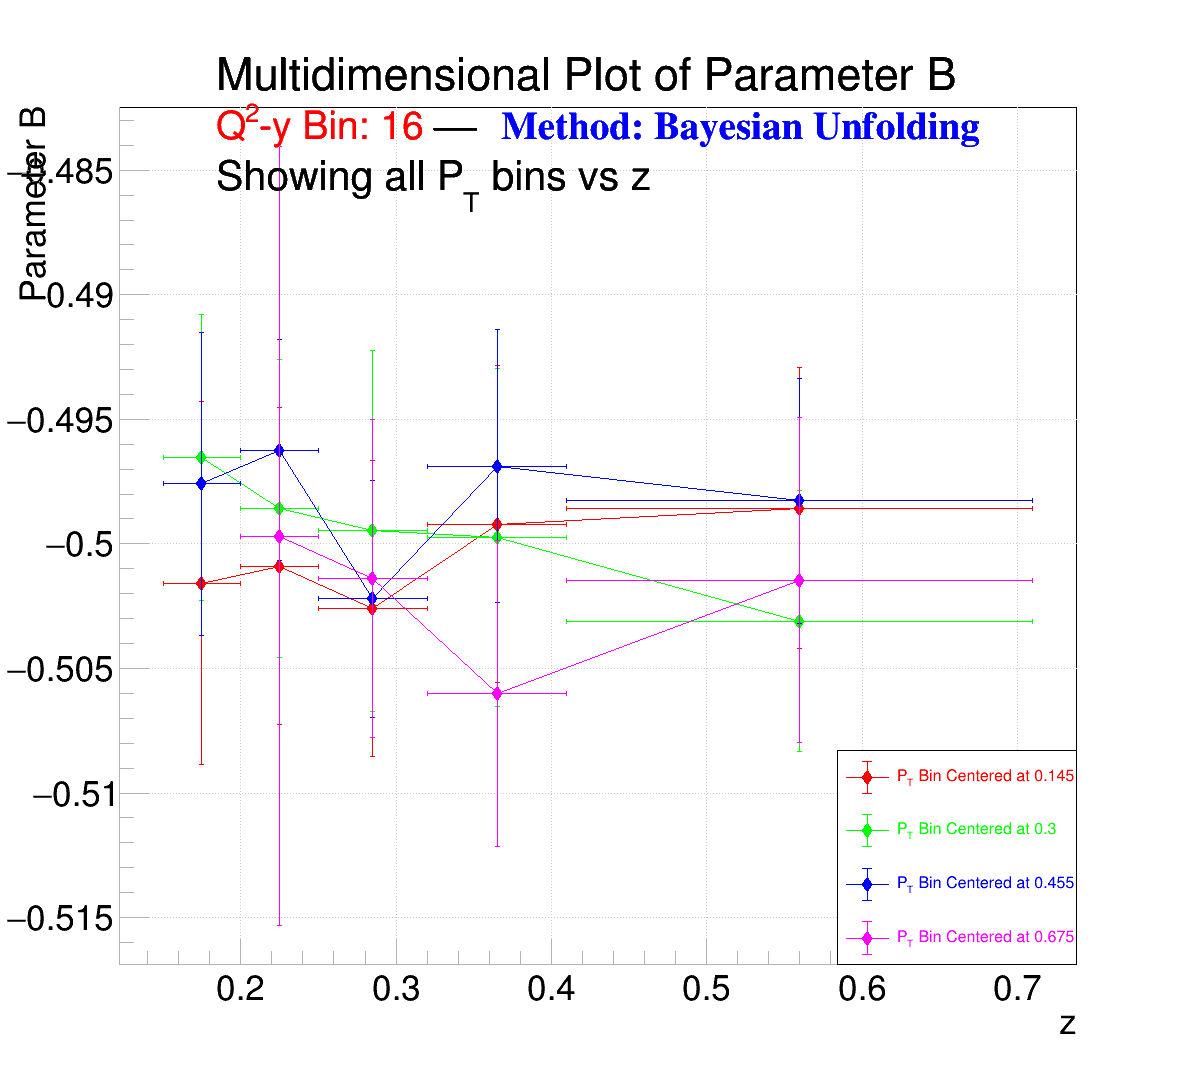 Multidimensional Plot of Parameter B
Q2-y Bin: 16 — Method: Bayesian Unfolding
Showing all PT bins vs z
Parameter B
−0.485
−0.49
−0.495
−0.5
−0.505
−0.51
−0.515
0.2 0.3 0.4 0.5 0.6 0.7
z
PT Bin Centered at 0.145
PT Bin Centered at 0.3
PT Bin Centered at 0.455
PT Bin Centered at 0.675